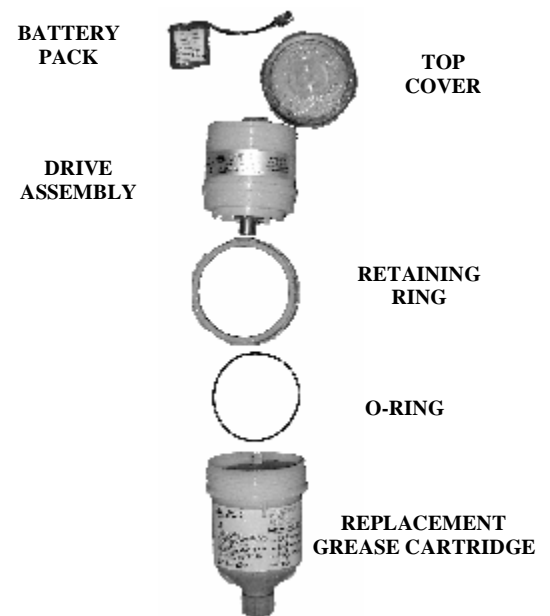 BATTERY
PACK
TOP
COVER
DRIVE
ASSEMBLY
RETAINING
RING
O-RING
REPLACEMENT
GREASE CARTRIDGE